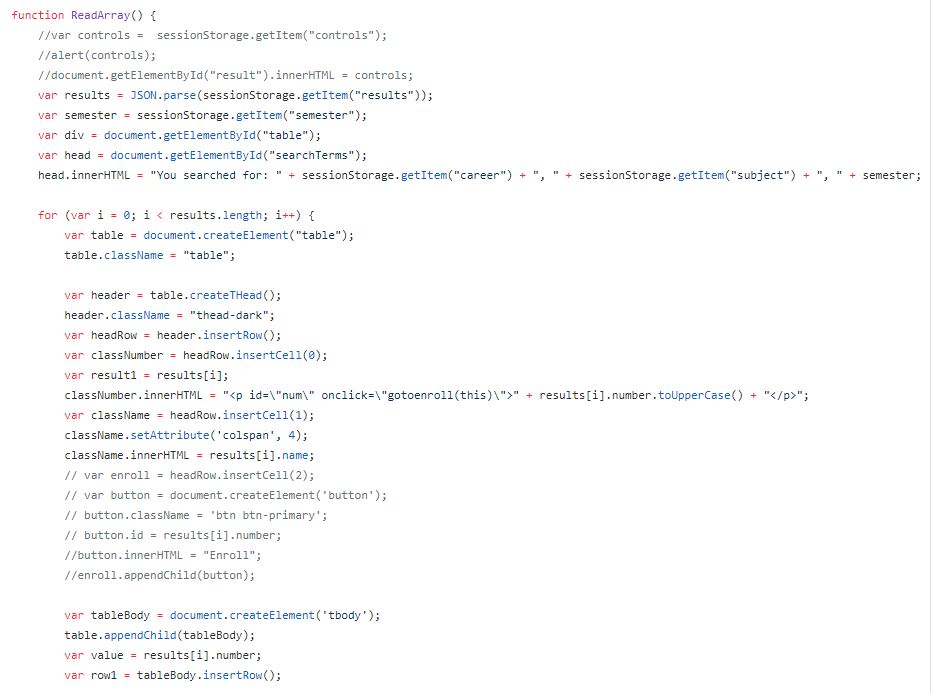 function ReadArray() {
    //var controls =  sessionStorage.getItem("controls");
    //alert(controls);
    //document.getElementById("result").innerHTML = controls;
    var results = JSON.parse(sessionStorage.getItem("results"));
    var semester = sessionStorage.getItem("semester");
    var div = document.getElementById("table");
    var head = document.getElementById("searchTerms");
    head.innerHTML = "You searched for: " + sessionStorage.getItem("career") + ", " + sessionStorage.getItem("subject") + ", " + semester;

    for (var i = 0; i < results.length; i++) {
        var table = document.createElement("table");
        table.className = "table";

        var header = table.createTHead();
        header.className = "thead-dark";
        var headRow = header.insertRow();
        var classNumber = headRow.insertCell(0);
        var result1 = results[i];
        classNumber.innerHTML = "<p id=\"num\" onclick=\"gotoenroll(this)\">" + results[i].number.toUpperCase() + "</p>";
        var className = headRow.insertCell(1);
        className.setAttribute('colspan', 4);
        className.innerHTML = results[i].name;
        // var enroll = headRow.insertCell(2);
        // var button = document.createElement('button');
        // button.className = 'btn btn-primary';
        // button.id = results[i].number;
        //button.innerHTML = "Enroll";
        //enroll.appendChild(button);

        var tableBody = document.createElement('tbody');
        table.appendChild(tableBody);
        var value = results[i].number;
        var row1 = tableBody.insertRow();